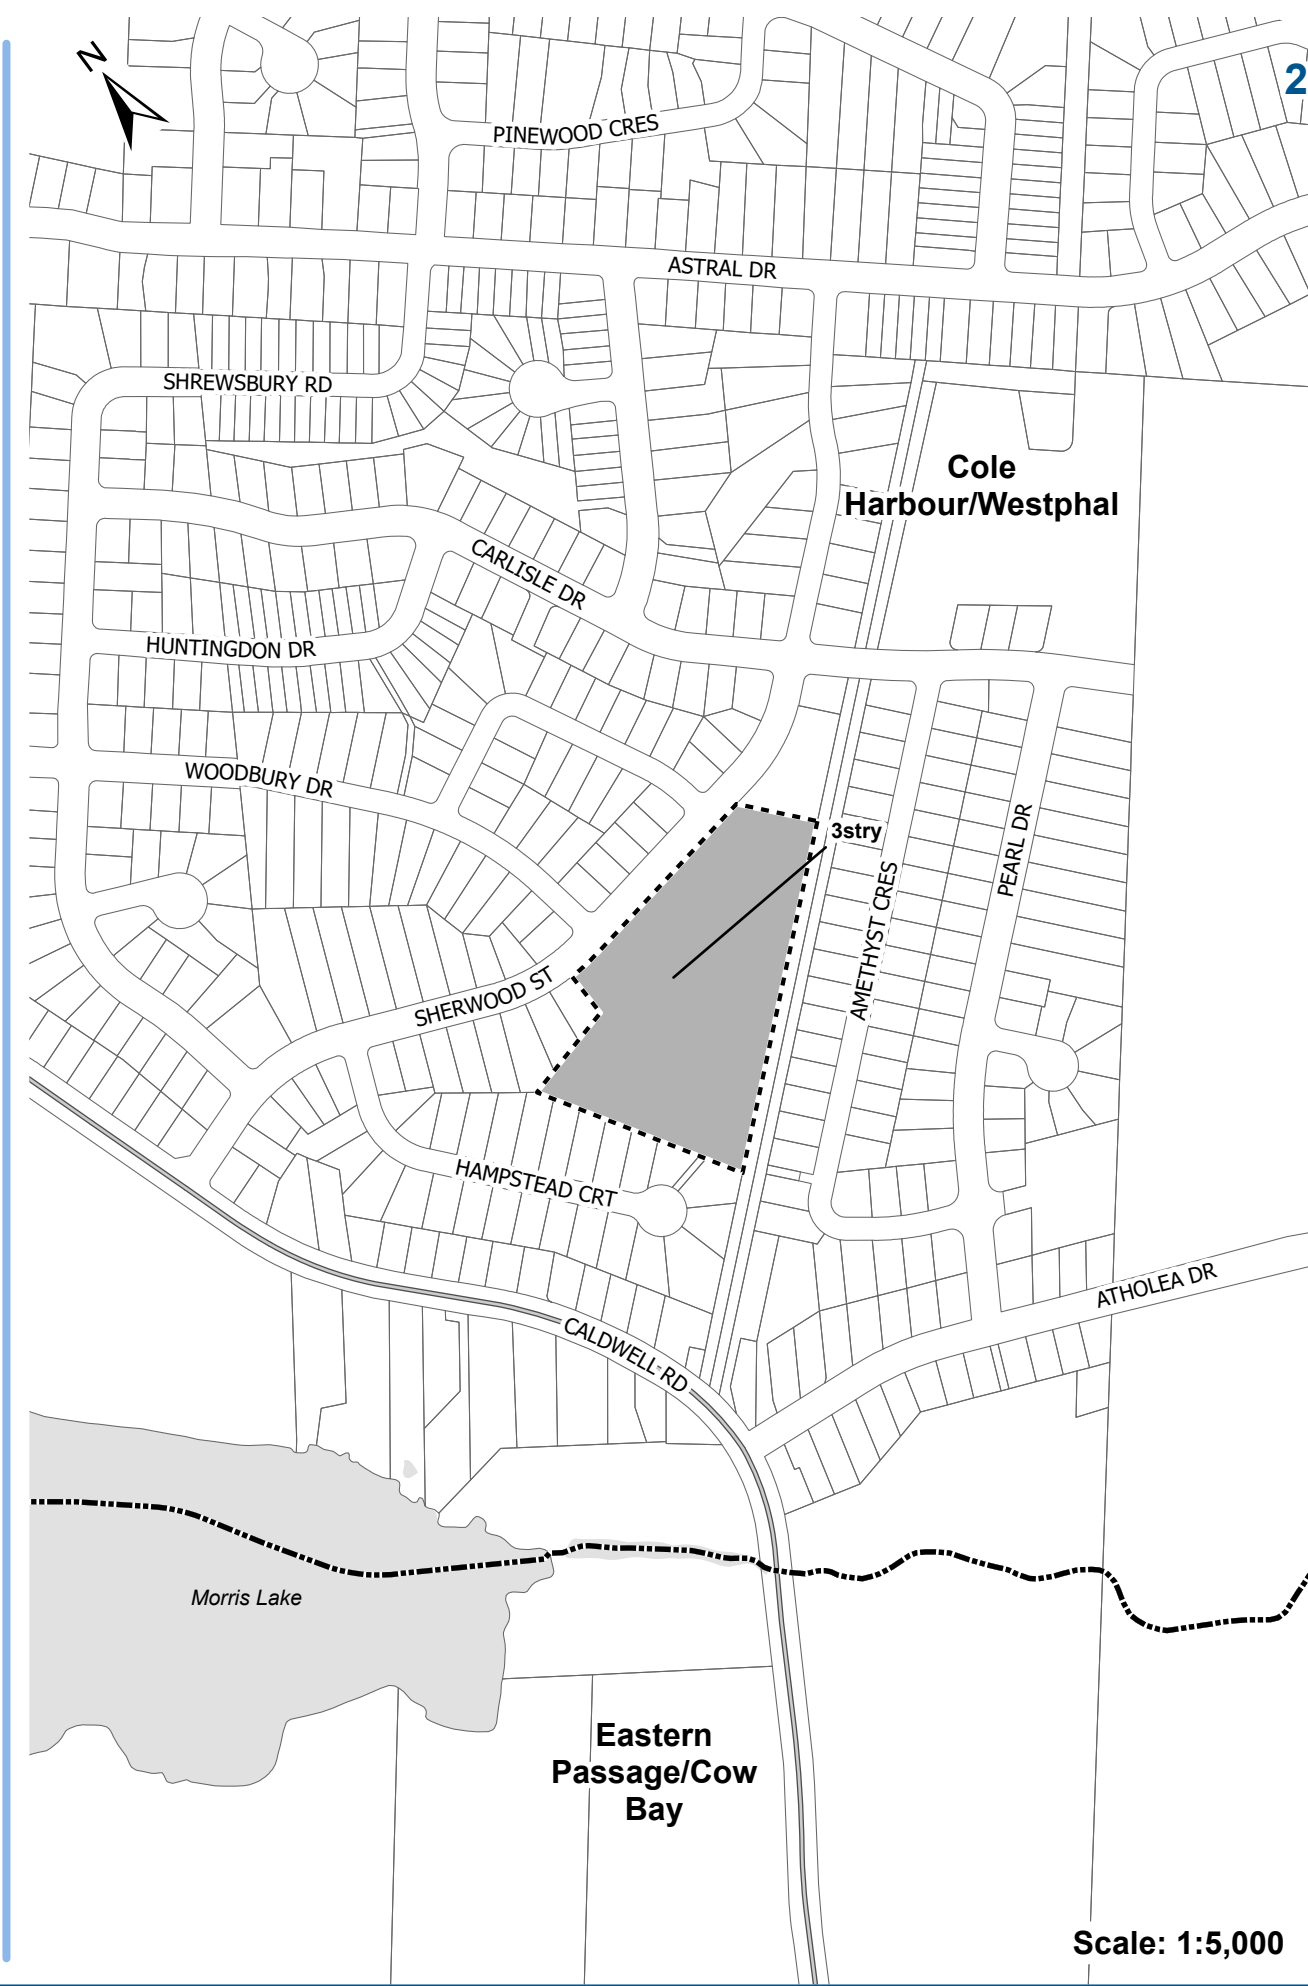 N
2
PINEWOOD CRES
ASTRAL DR
SHREWSBURY RD
Cole
Harbour/Westphal
CARLISLE DR
HUNTINGDON DR
WOODBURY DR
3stry
PEARL DR
AMETHYST CRES
SHERWOOD ST
HAMPSTEAD CRT
ATHOLEA DR
CALDWELL RD
Morris Lake
Eastern
Passage/Cow
Bay
Scale: 1:5,000